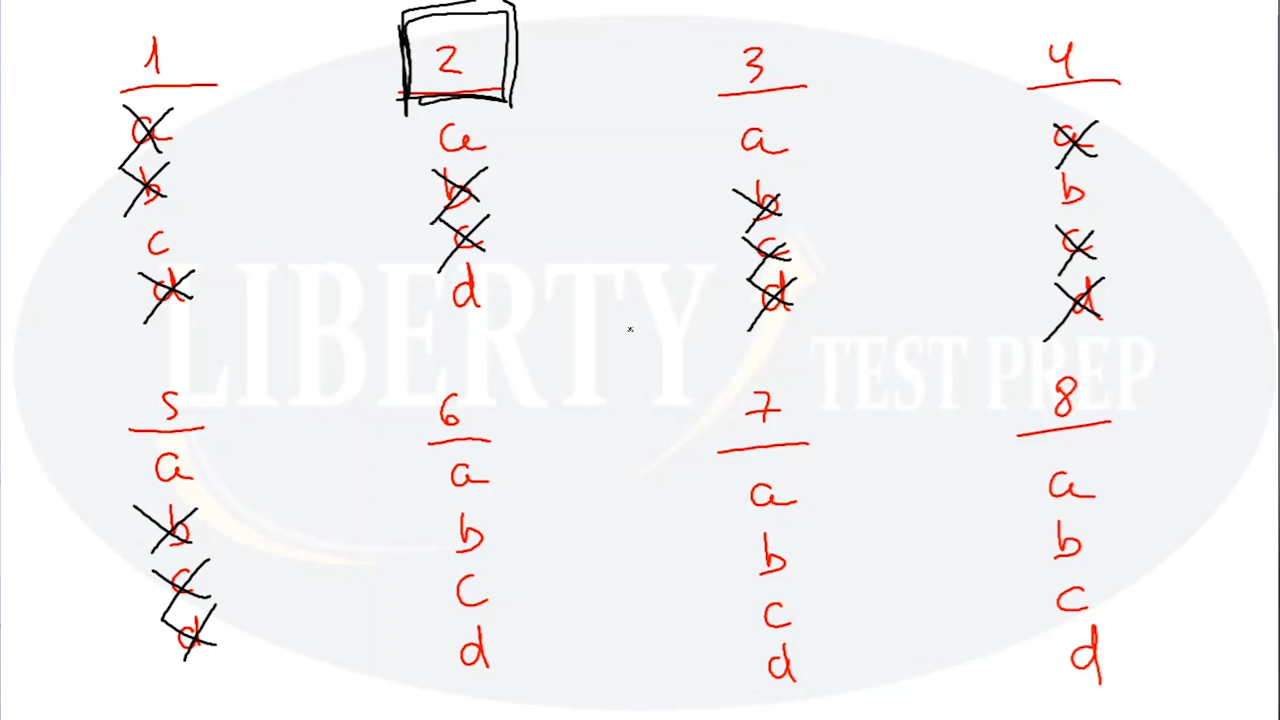 1 2 3 4
a a a a
b b b b
c c c c
d d d d
LIBERTY TEST PREP
5 6 7 8
a a a a
b b b b
c c c c
d d d d